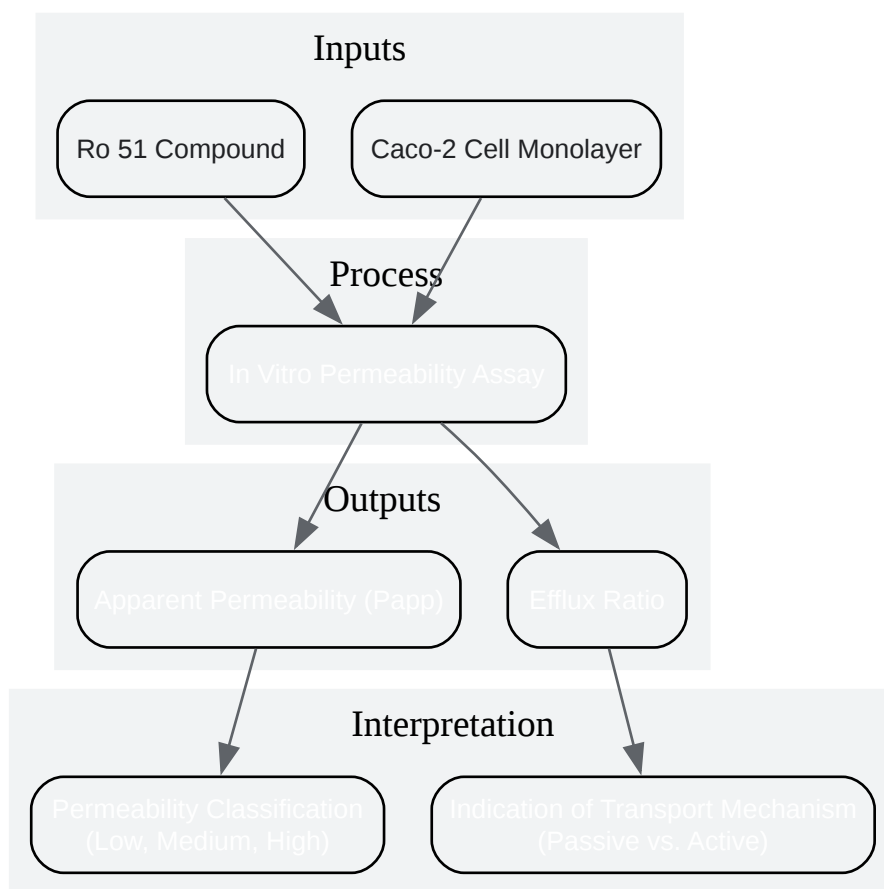 Inputs
Ro 51 Compound
Caco-2 Cell Monolayer
Process
In Vitro Permeability Assay
Outputs
Apparent Permeability (Papp)
Efflux Ratio
Interpretation
Permeability Classification
(Low, Medium, High)
Indication of Transport Mechanism
(Passive vs. Active)